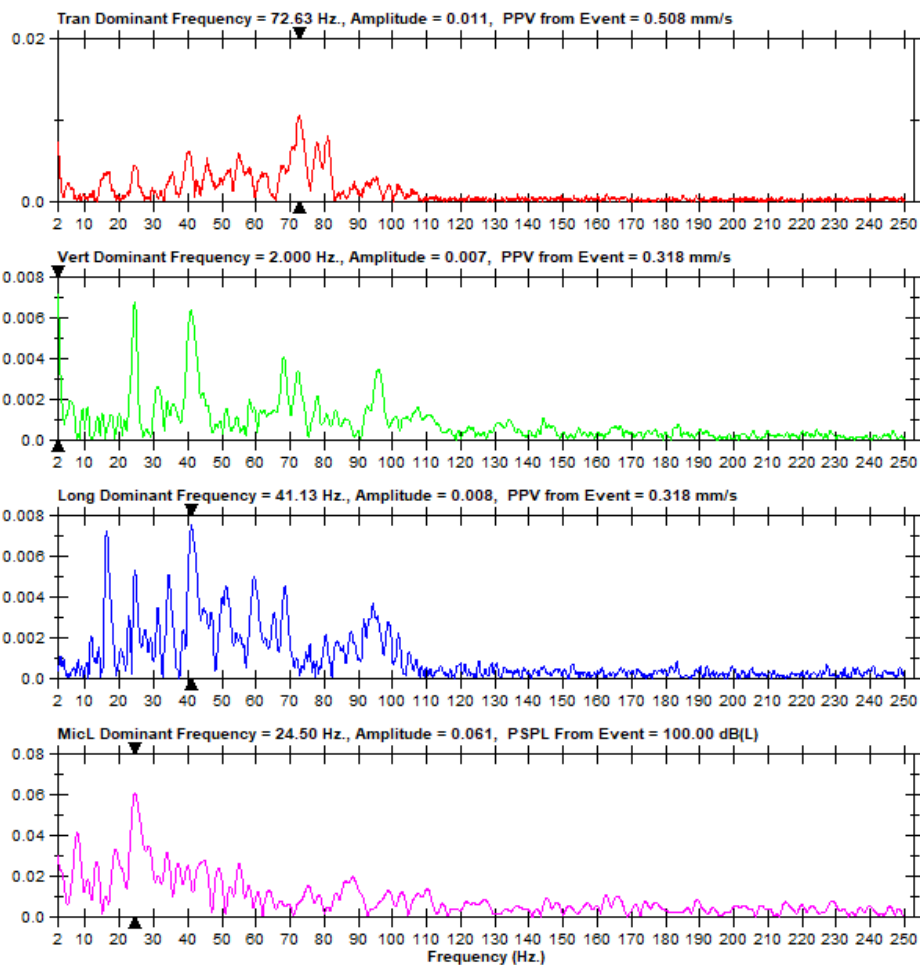 Tran Dominant Frequency = 72.63 Hz., Amplitude = 0.011, PPV from Event = 0.508 mm/s
0.02
0.0
2 10 20 30 40 50 60 70 80 90 100 110 120 130 140 150 160 170 180 190 200 210 220 230 240 250
Vert Dominant Frequency = 2.000 Hz., Amplitude = 0.007, PPV from Event = 0.318 mm/s
0.008
0.006
0.004
0.002
0.0
2 10 20 30 40 50 60 70 80 90 100 110 120 130 140 150 160 170 180 190 200 210 220 230 240 250
Long Dominant Frequency = 41.13 Hz., Amplitude = 0.008, PPV from Event = 0.318 mm/s
0.008
0.006
0.004
0.002
0.0
2 10 20 30 40 50 60 70 80 90 100 110 120 130 140 150 160 170 180 190 200 210 220 230 240 250
MicL Dominant Frequency = 24.50 Hz., Amplitude = 0.061, PSPL From Event = 100.00 dB(L)
0.08
0.06
0.04
0.02
0.0
2 10 20 30 40 50 60 70 80 90 100 110 120 130 140 150 160 170 180 190 200 210 220 230 240 250
Frequency (Hz.)